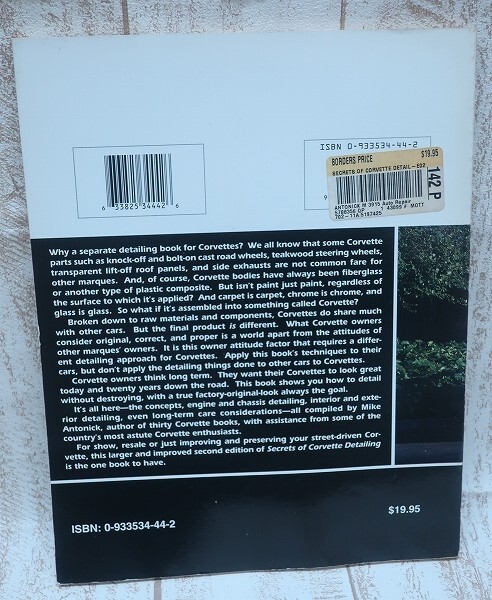 ISBN 0-933534-44-2
BORDERS PRICE $19.95
SECRETS OF CORVETTE DETAIL-E02
142 P
ANTONICK M 3915 Auto Repair
702-11A 5197425
6 33825 34442 6
9
Why a separate detailing book for Corvettes? We all know that some Corvette
parts such as knock-off and bolt-on cast road wheels, teakwood steering wheels,
transparent lift-off roof panels, and side exhausts are not common fare for
other marques. And, of course, Corvette bodies have always been fiberglass
or another type of plastic composite. But isn't paint just paint, regardless of
the surface to which it's applied? And carpet is carpet, chrome is chrome, and
glass is glass. So what if it's assembled into something called Corvette?
Broken down to raw materials and components, Corvettes do share much
with other cars. But the final product is different. What Corvette owners
consider original, correct, and proper is a world apart from the attitudes of
other marques' owners. It is this owner attitude factor that requires a differ-
ent detailing approach for Corvettes. Apply this book's techniques to their
cars, but don't apply the detailing things done to other cars to Corvettes.
Corvette owners think long term. They want their Corvettes to look great
today and twenty years down the road. This book shows you how to detail
without destroying, with a true factory-original-look always the goal.
It's all here—the concepts, engine and chassis detailing, interior and exte-
rior detailing, even long-term care considerations—all compiled by Mike
Antonick, author of thirty Corvette books, with assistance from some of the
country's most astute Corvette enthusiasts.
For show, resale or just improving and preserving your street-driven Cor-
vette, this larger and improved second edition of Secrets of Corvette Detailing
is the one book to have.
ISBN: 0-933534-44-2
$19.95